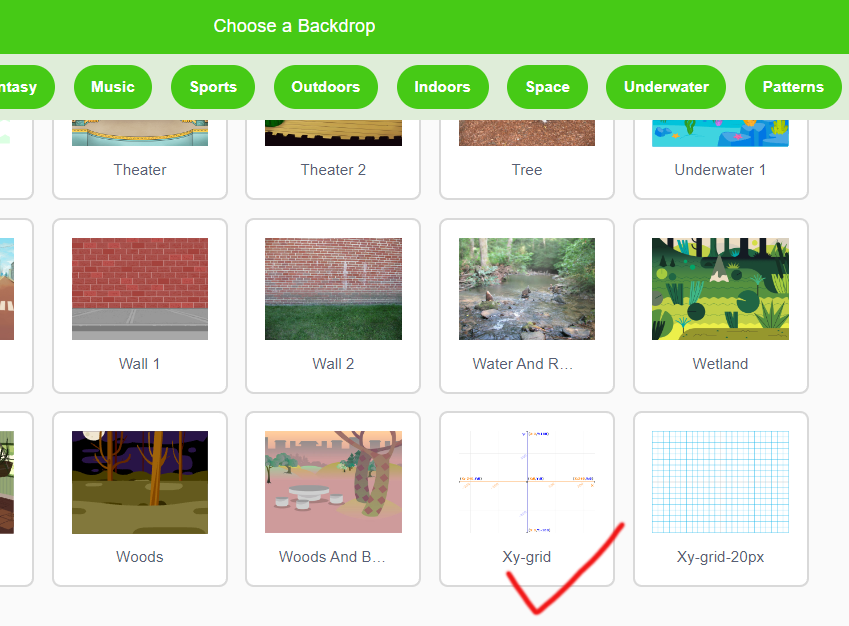 Choose a Backdrop
ntasy Music Sports Outdoors Indoors Space Underwater Patterns
Theater Theater 2 Tree Underwater 1
Wall 1 Wall 2 Water And R... Wetland
Woods Woods And B... Xy-grid Xy-grid-20px